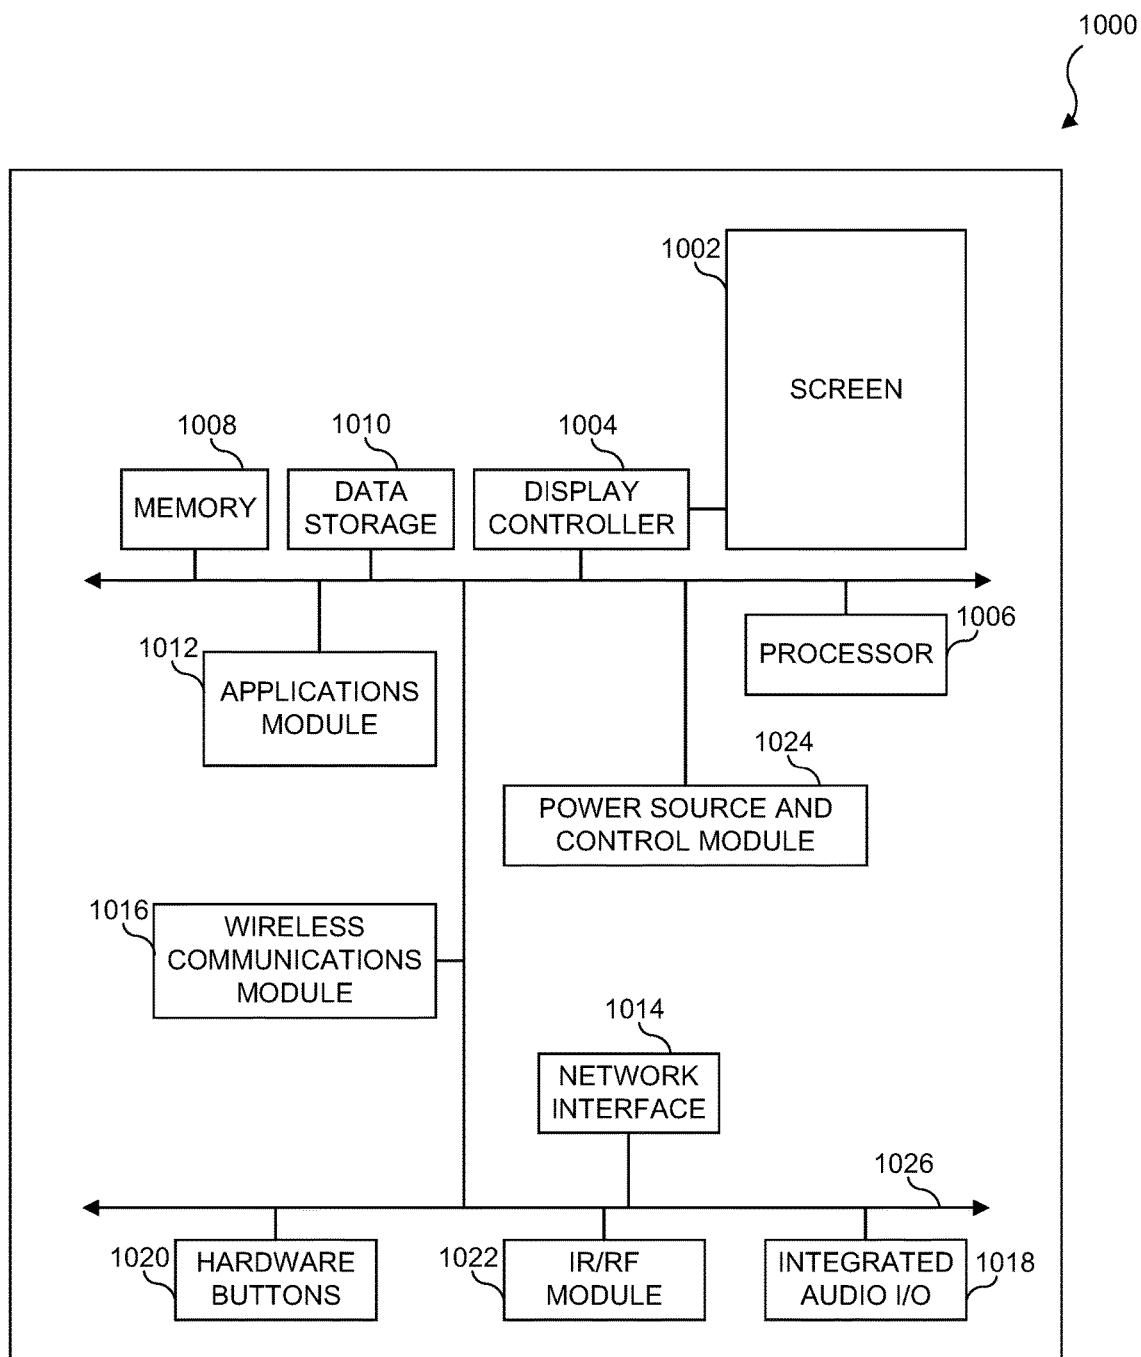 1000
1002
SCREEN
1008
1010
1004
MEMORY
DATA
STORAGE
DISPLAY
CONTROLLER
1012
APPLICATIONS
MODULE
1006
PROCESSOR
1024
POWER SOURCE AND
CONTROL MODULE
1016
WIRELESS
COMMUNICATIONS
MODULE
1014
NETWORK
INTERFACE
1026
1020
HARDWARE
BUTTONS
1022
IR/RF
MODULE
INTEGRATED
AUDIO I/O
1018